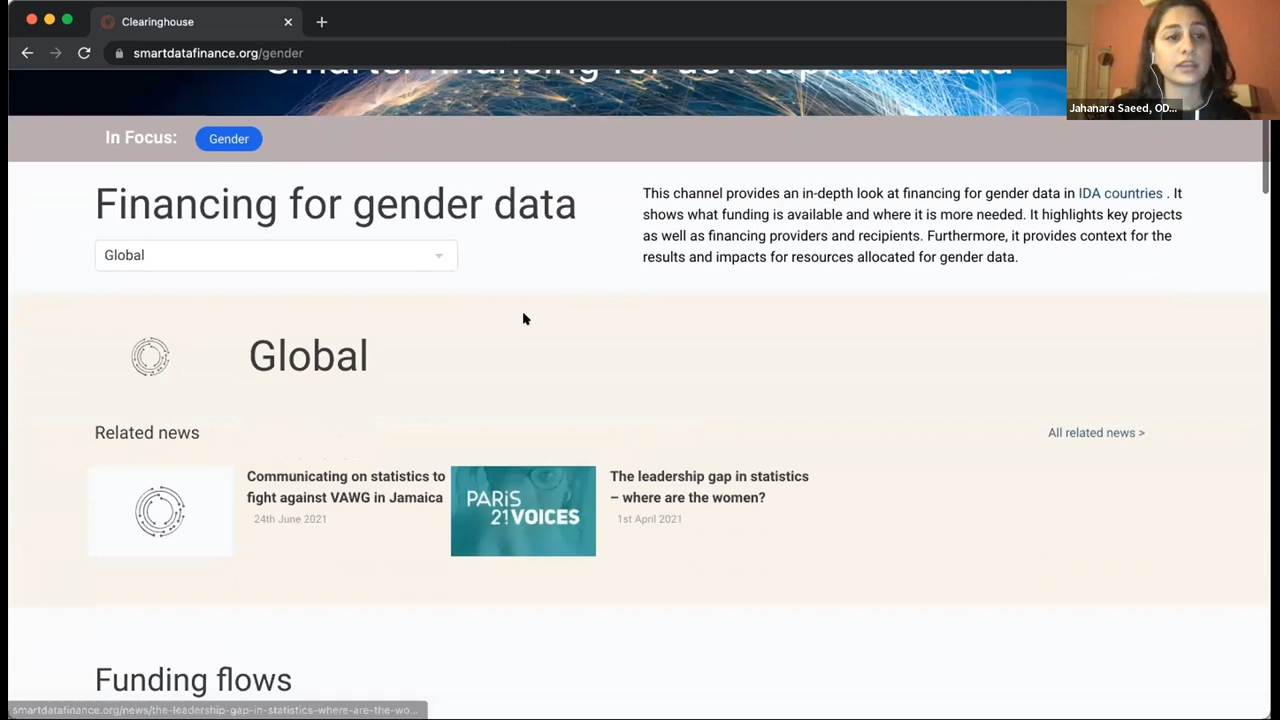 Clearinghouse
smartdatafinance.org/gender
Smarter financing for development data
Jahanara Saeed, OD...
In Focus:
Gender
Financing for gender data
Global
This channel provides an in-depth look at financing for gender data in IDA countries . It
shows what funding is available and where it is more needed. It highlights key projects
as well as financing providers and recipients. Furthermore, it provides context for the
results and impacts for resources allocated for gender data.
Global
Related news
All related news >
Communicating on statistics to
fight against VAWG in Jamaica
24th June 2021
PARiS
21VOICES
The leadership gap in statistics
– where are the women?
1st April 2021
Funding flows
smartdatafinance.org/news/the-leadership-gap-in-statistics-where-are-the-wo...